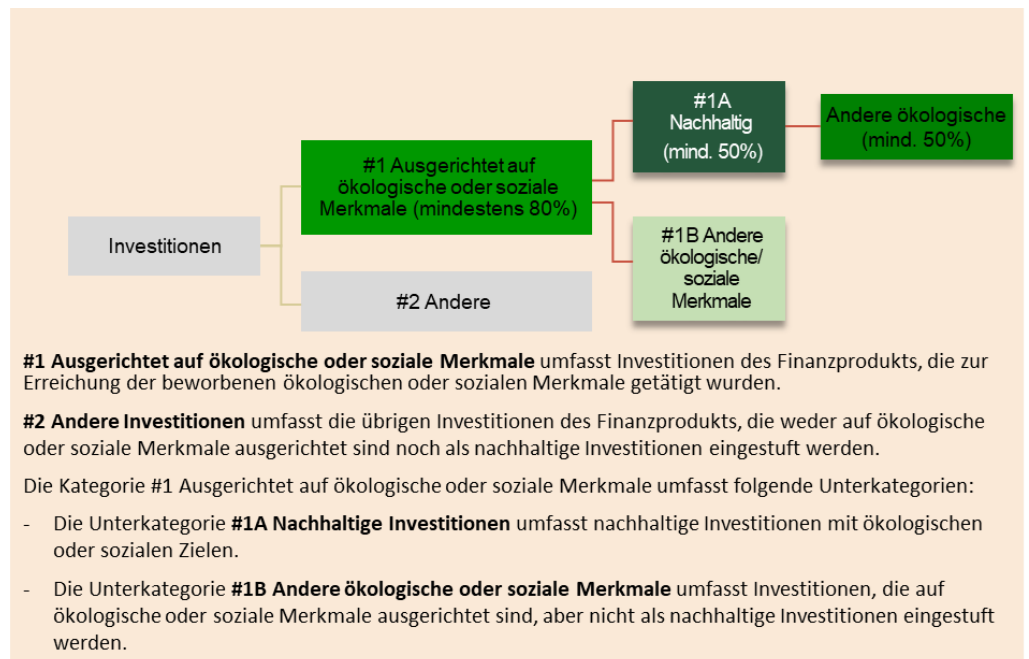 #1A
Nachhaltig
(mind. 50%)
Andere ökologische
(mind. 50%)
#1 Ausgerichtet auf
ökologische oder soziale
Merkmale (mindestens 80%)
Investitionen
#1B Andere
ökologische/
soziale
Merkmale
#2 Andere
#1 Ausgerichtet auf ökologische oder soziale Merkmale umfasst Investitionen des Finanzprodukts, die zur
Erreichung der beworbenen ökologischen oder sozialen Merkmale getätigt wurden.
#2 Andere Investitionen umfasst die übrigen Investitionen des Finanzprodukts, die weder auf ökologische
oder soziale Merkmale ausgerichtet sind noch als nachhaltige Investitionen eingestuft werden.
Die Kategorie #1 Ausgerichtet auf ökologische oder soziale Merkmale umfasst folgende Unterkategorien:
- Die Unterkategorie #1A Nachhaltige Investitionen umfasst nachhaltige Investitionen mit ökologischen
oder sozialen Zielen.
- Die Unterkategorie #1B Andere ökologische oder soziale Merkmale umfasst Investitionen, die auf
ökologische oder soziale Merkmale ausgerichtet sind, aber nicht als nachhaltige Investitionen eingestuft
werden.